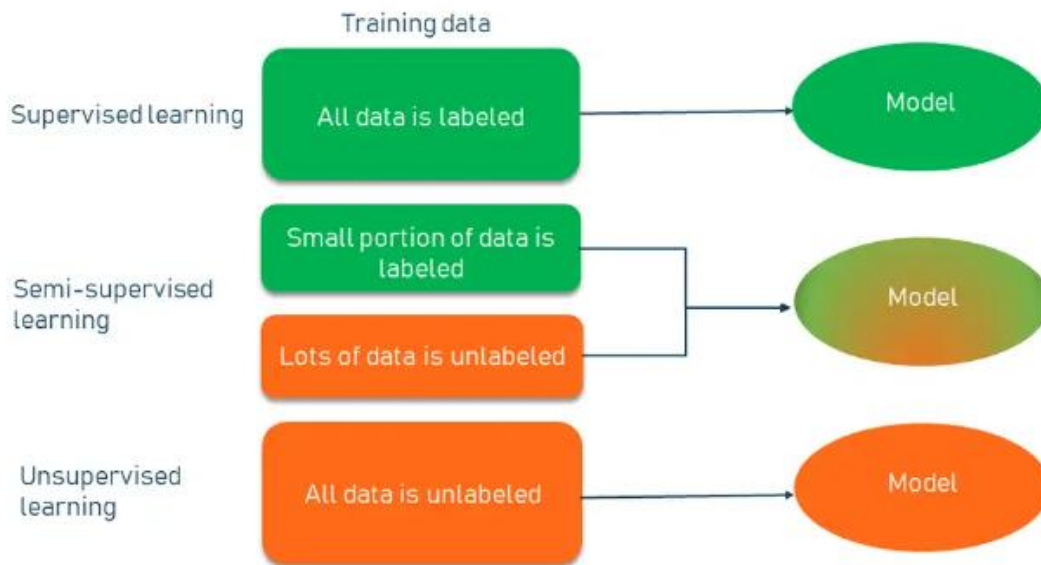 Training data
Supervised learning
All data is labeled
Model
Semi-supervised
learning
Small portion of data is
labeled
Lots of data is unlabeled
Model
Unsupervised
learning
All data is unlabeled
Model